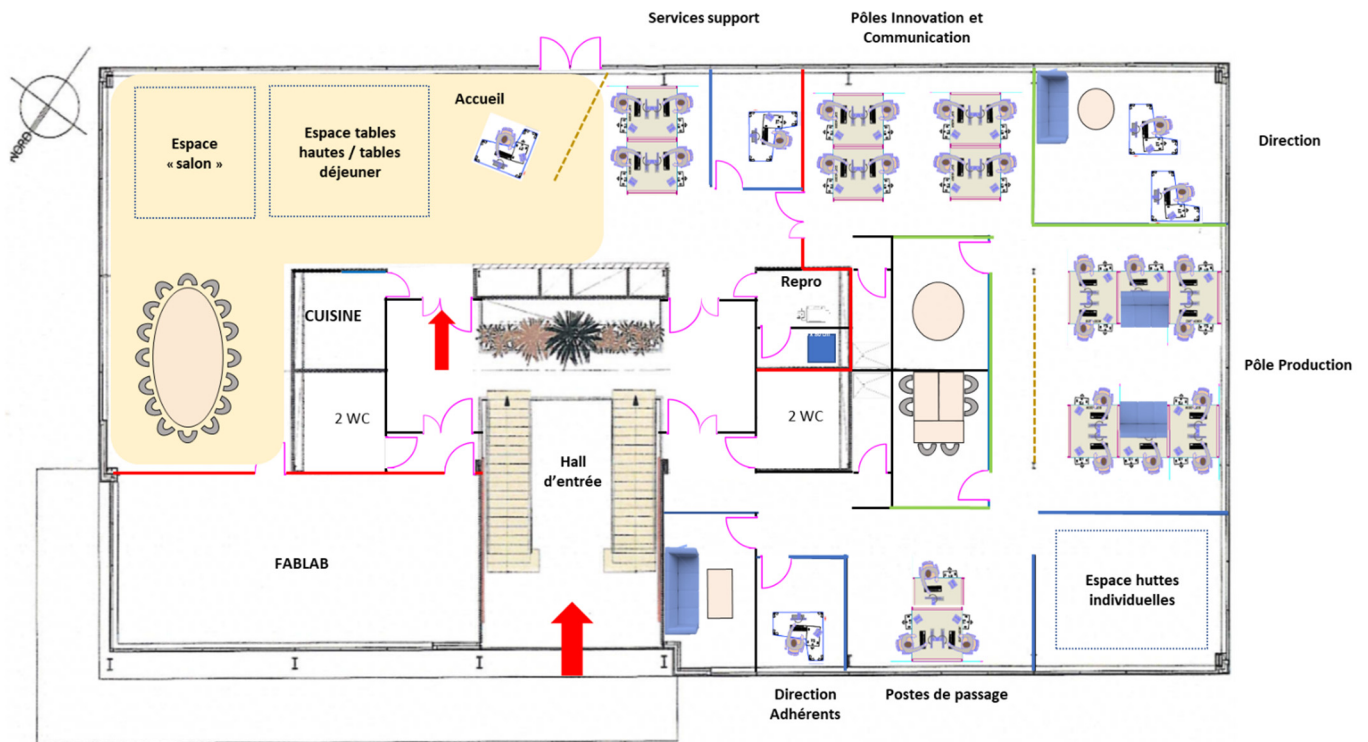 Services support
Pôles Innovation et
Communication
NORD
Accueil
Espace
« salon »
Espace tables
hautes / tables
déjeuner
Direction
CUISINE
Repro
Pôle Production
2 WC
2 WC
Hall
d'entrée
FABLAB
Espace huttes
individuelles
Direction
Adhérents
Postes de passage